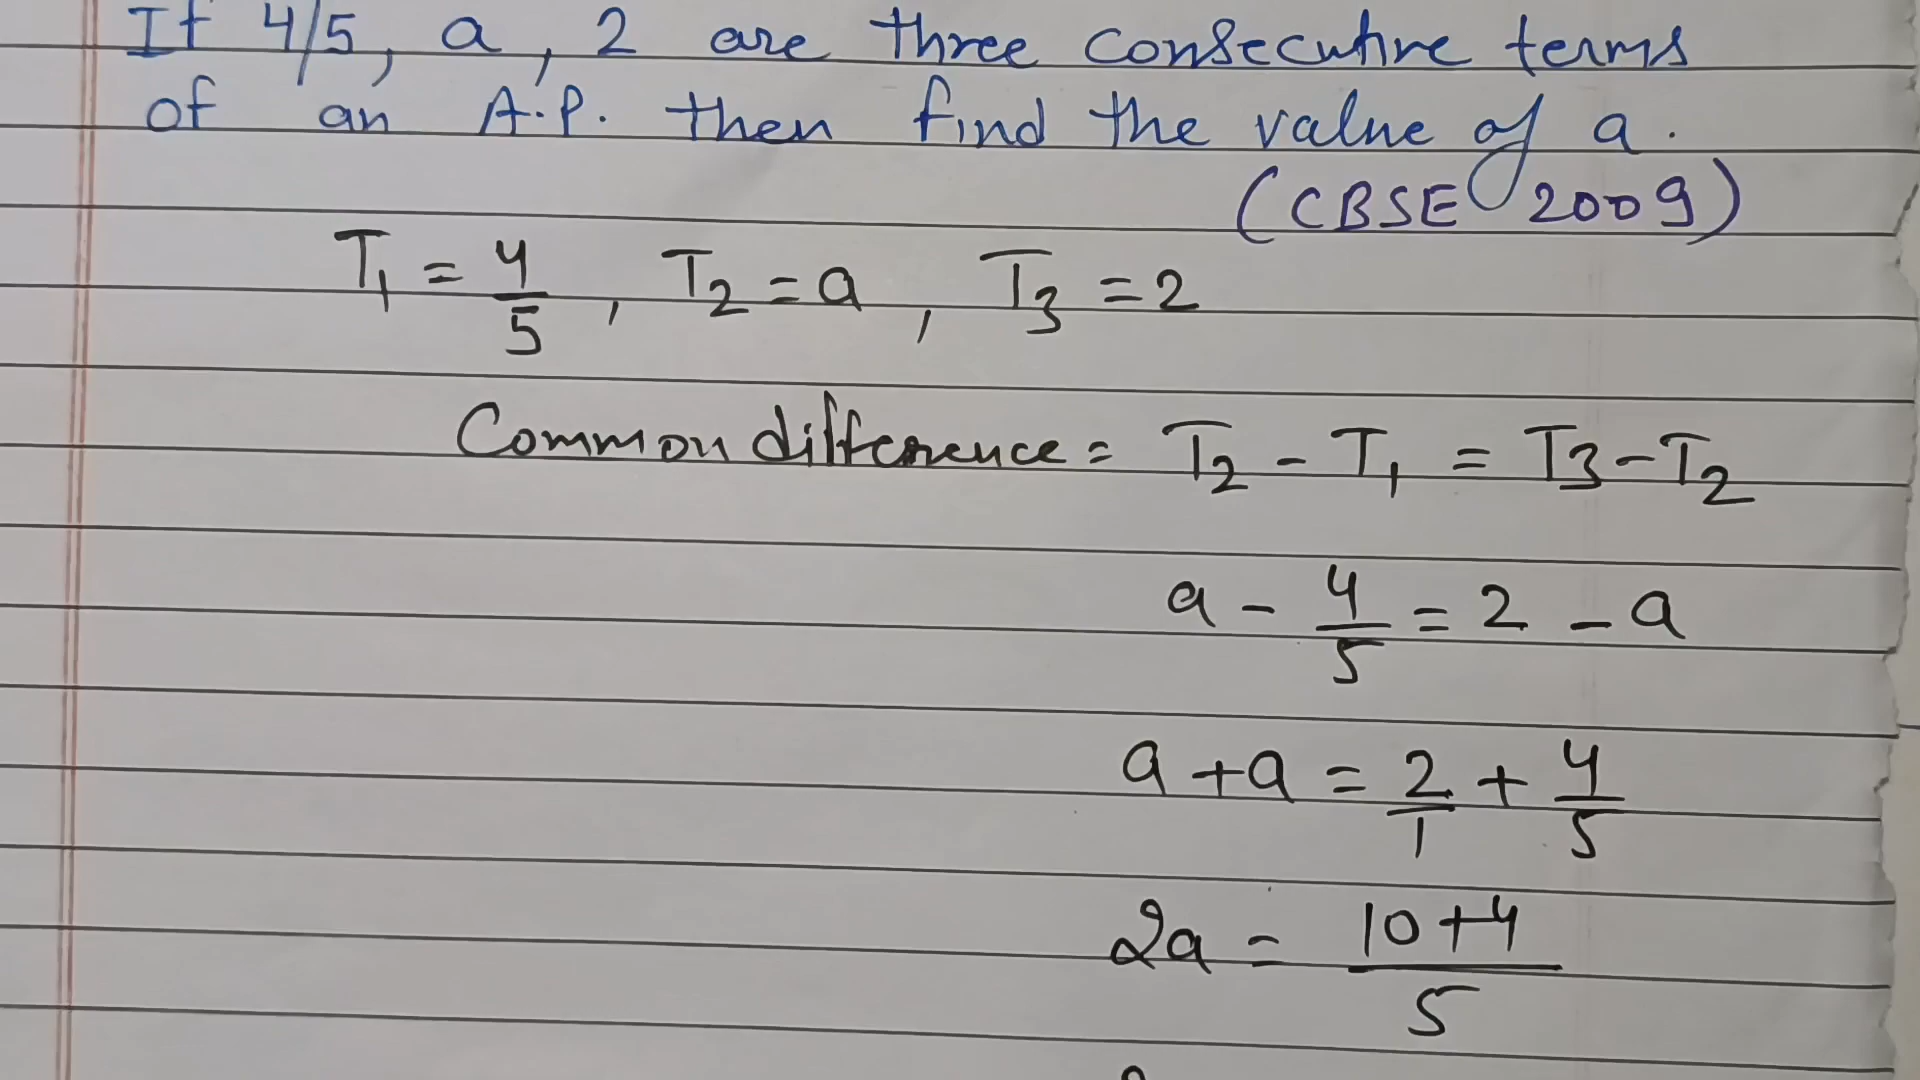 If 4/5, a, 2 are three consecutive terms
of an A.P. then find the value of a.
(CBSE 2009)
T₁ = 4/5, T₂ = a, T₃ = 2
Common difference = T₂ - T₁ = T₃ - T₂
a - 4/5 = 2 - a
a + a = 2/1 + 4/5
2a = 10+4/5